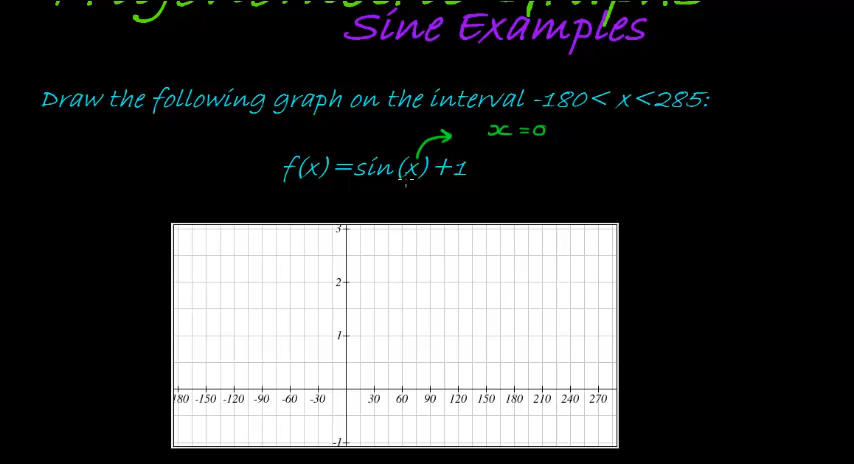 Sine Examples
Draw the following graph on the interval -180< x<285:
x=0
f(x)=sin(x)+1
3
2
1
-150 -120 -90 -60 -30 30 60 90 120 150 180 210 240 270
-1